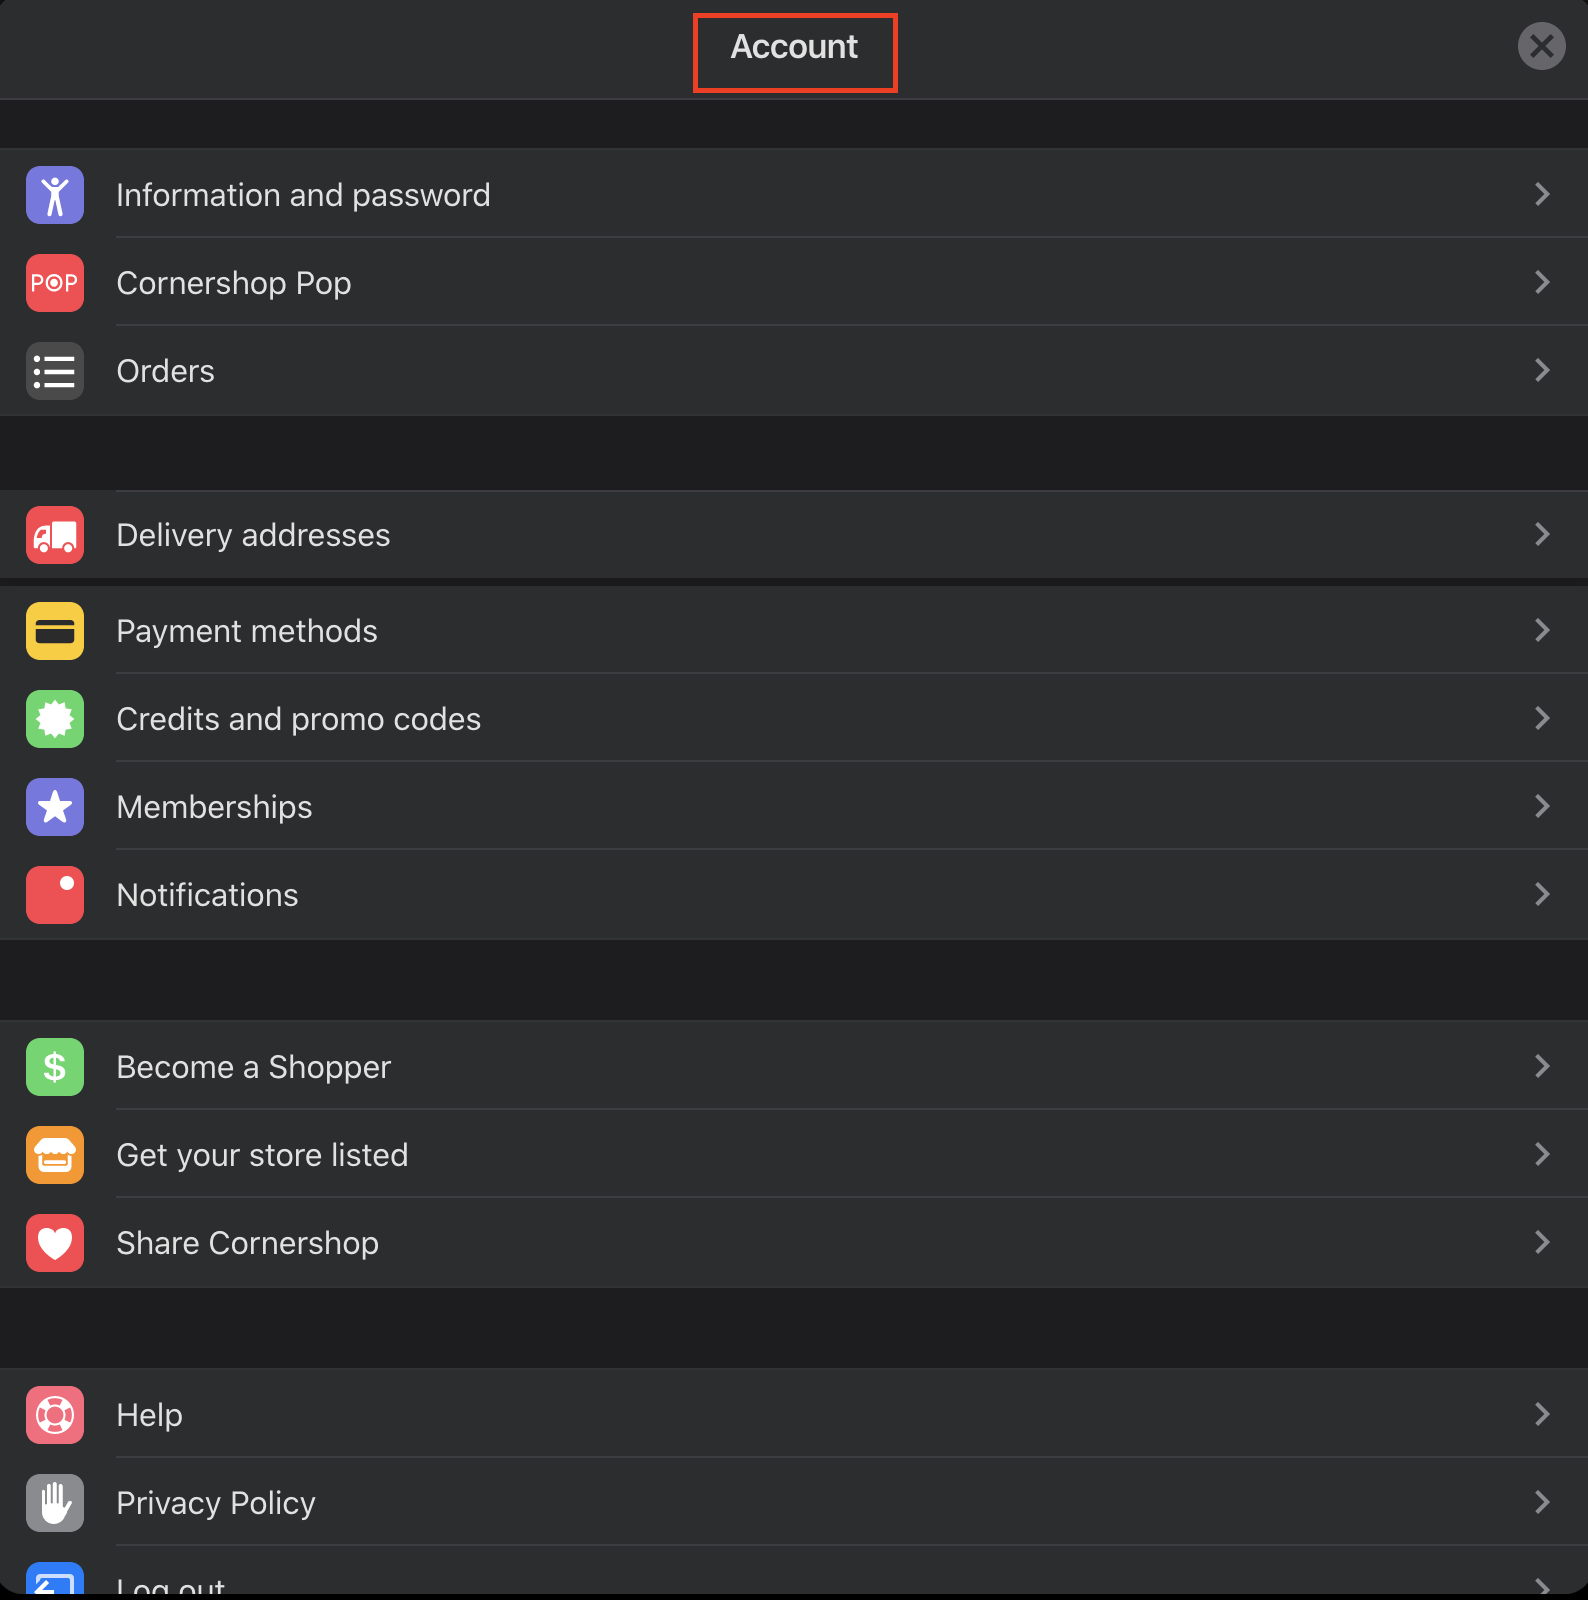 Account
Information and password
POP
Cornershop Pop
Orders
Delivery addresses
Payment methods
Credits and promo codes
Memberships
Notifications
$
Become a Shopper
Get your store listed
Share Cornershop
Help
Privacy Policy
Log out